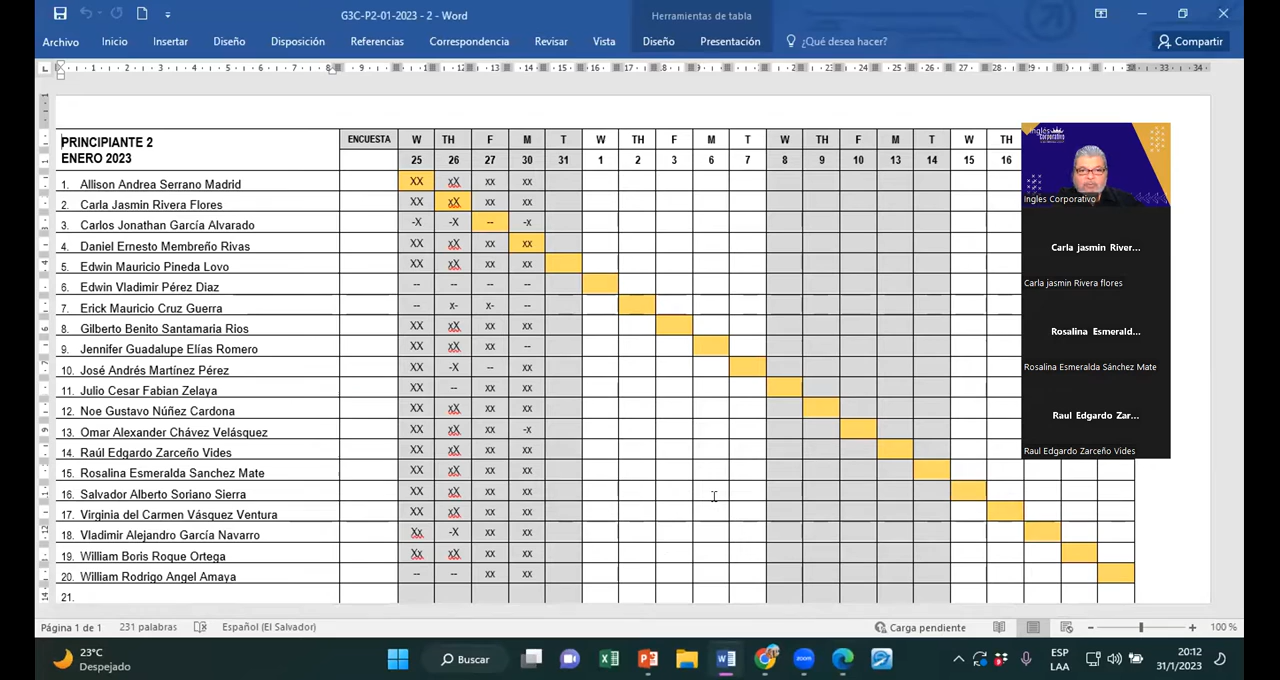 G3C-P2-01-2023 - 2 - Word
Herramientas de tabla
Archivo Inicio Insertar Diseño Disposición Referencias Correspondencia Revisar Vista Diseño Presentación ¿Qué desea hacer? Compartir
PRINCIPIANTE 2 ENCUESTA W TH F M T W TH F M T W TH F M T W TH
ENERO 2023 25 26 27 30 31 1 2 3 6 7 8 9 10 13 14 15 16
1. Allison Andrea Serrano Madrid XX xX xx xx
2. Carla Jasmin Rivera Flores XX xX xx xx
3. Carlos Jonathan García Alvarado -X -X -- -x
4. Daniel Ernesto Membreño Rivas XX xX xx xx
5. Edwin Mauricio Pineda Lovo XX xX xx xx
6. Edwin Vladimir Pérez Diaz -- -- -- --
7. Erick Mauricio Cruz Guerra -- x- x- --
8. Gilberto Benito Santamaria Rios XX xX xx xx
9. Jennifer Guadalupe Elías Romero XX xX xx --
10. José Andrés Martínez Pérez XX -X -- xx
11. Julio Cesar Fabian Zelaya XX -- xx xx
12. Noe Gustavo Núñez Cardona XX xX xx xx
13. Omar Alexander Chávez Velásquez XX xX xx -x
14. Raúl Edgardo Zarceño Vides XX xX xx xx
15. Rosalina Esmeralda Sanchez Mate XX xX xx xx
16. Salvador Alberto Soriano Sierra XX xX xx xx
17. Virginia del Carmen Vásquez Ventura XX xX xx xx
18. Vladimir Alejandro García Navarro Xx -X xx xx
19. William Boris Roque Ortega Xx xX xx xx
20. William Rodrigo Angel Amaya -- -- xx xx
21.
Inglés
corporativo
Ingles Corporativo
Carla jasmin River...
Carla jasmin Rivera flores
Rosalina Esmerald...
Rosalina Esmeralda Sánchez Mate
Raul Edgardo Zar...
Raul Edgardo Zarceño Vides
Página 1 de 1 231 palabras Español (El Salvador) Carga pendiente 100 %
23°C
Despejado
Buscar
zoom
ESP
LAA
20:12
31/1/2023